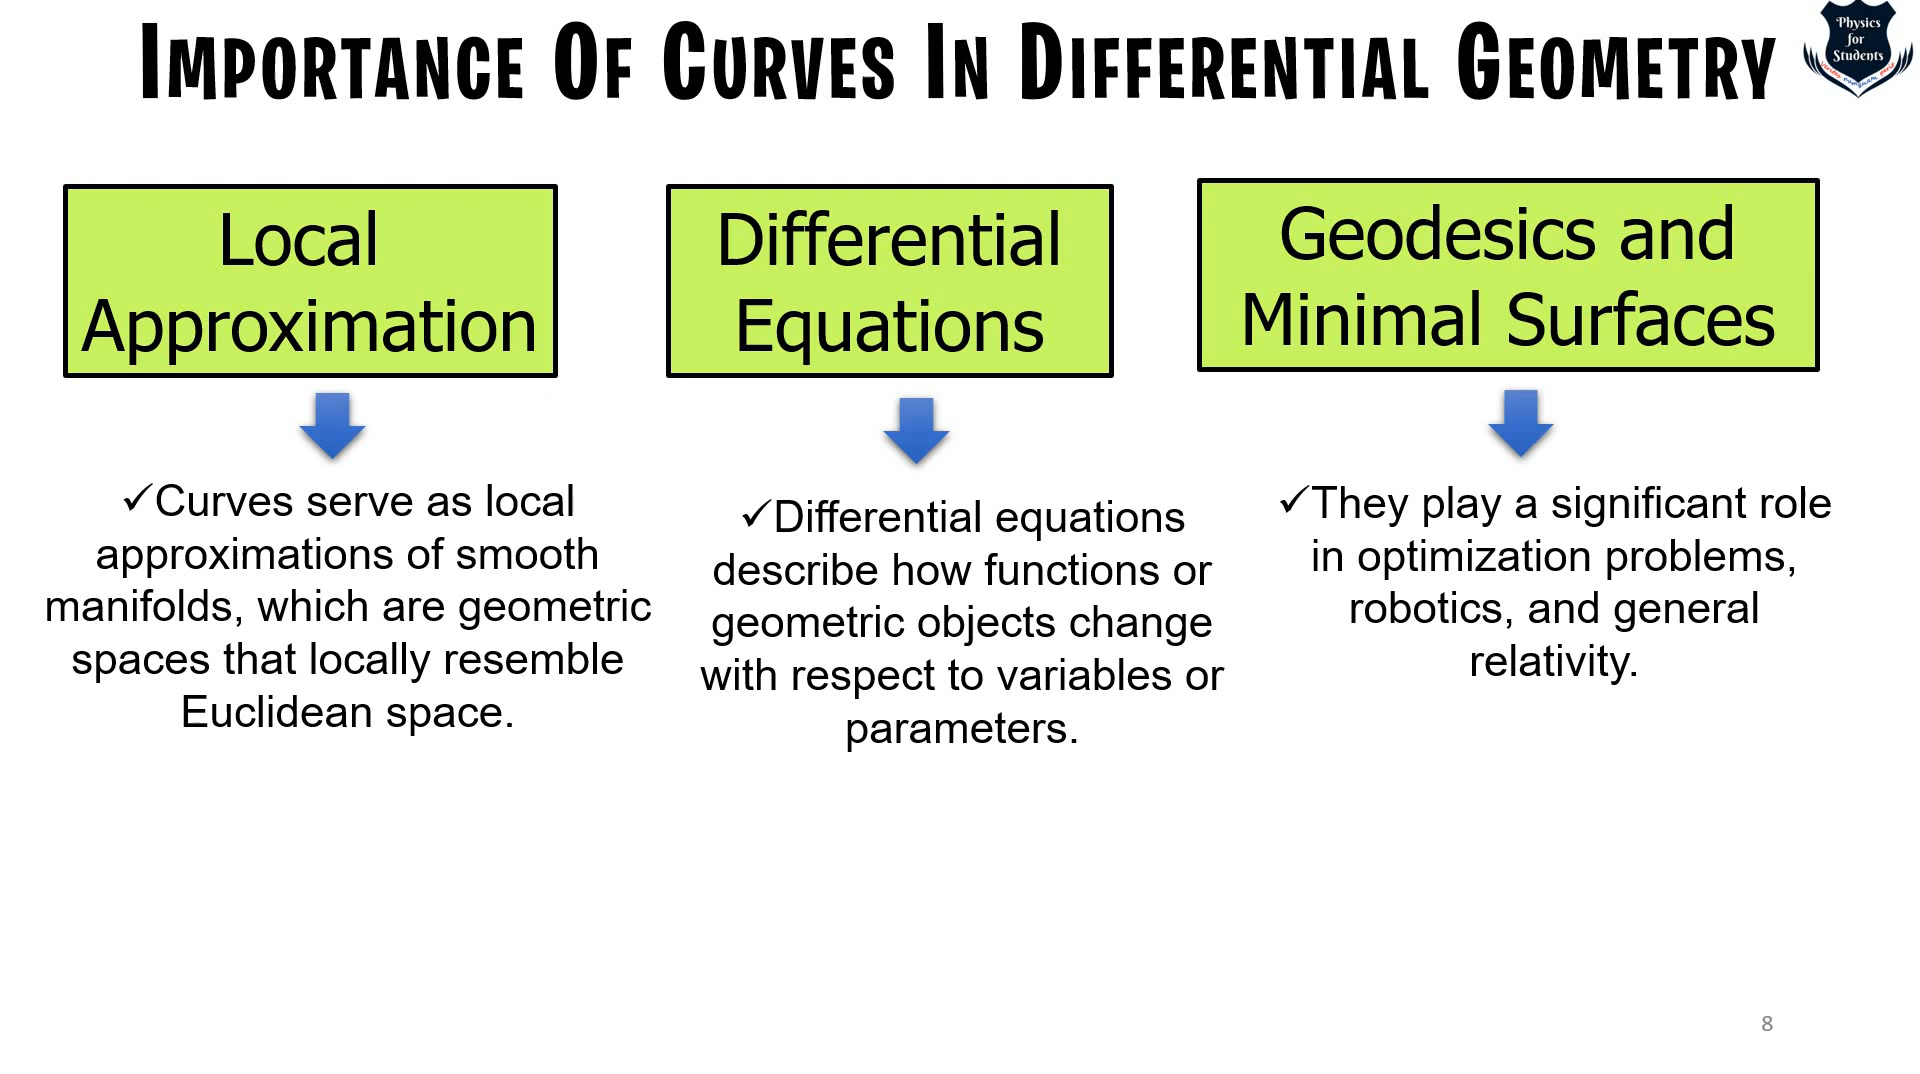 IMPORTANCE OF CURVES IN DIFFERENTIAL GEOMETRY
Physics
for
Students
Local
Approximation
✓Curves serve as local
approximations of smooth
manifolds, which are geometric
spaces that locally resemble
Euclidean space.
Differential
Equations
✓Differential equations
describe how functions or
geometric objects change
with respect to variables or
parameters.
Geodesics and
Minimal Surfaces
✓They play a significant role
in optimization problems,
robotics, and general
relativity.
8